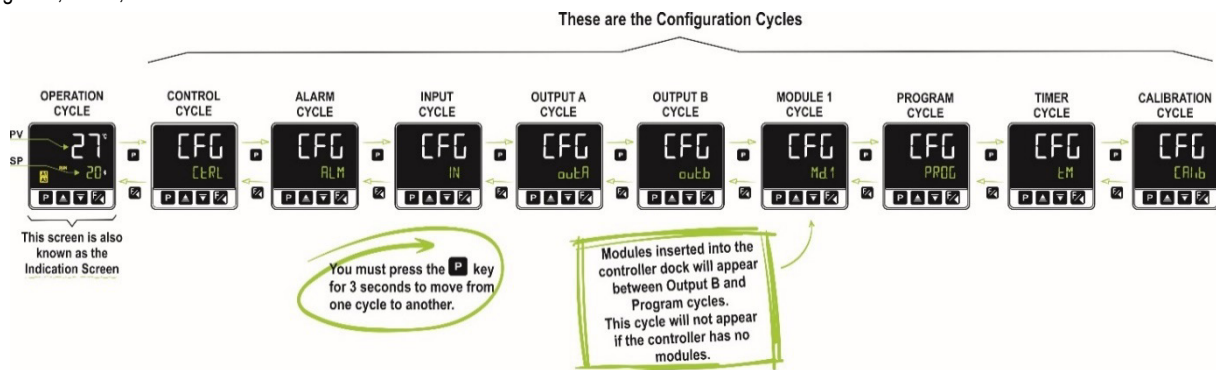 These are the Configuration Cycles
OPERATION
CYCLE
CONTROL
CYCLE
ALARM
CYCLE
INPUT
CYCLE
OUTPUT A
CYCLE
OUTPUT B
CYCLE
MODULE 1
CYCLE
PROGRAM
CYCLE
TIMER
CYCLE
CALIBRATION
CYCLE
PV
SP
27
20
CFG
CtRL
CFG
ALM
CFG
IN
CFG
outA
CFG
outb
CFG
Md.1
CFG
PROG
CFG
tM
CFG
CALib
P
P
P
P
P
P
P
P
P
This screen is also
known as the
Indication Screen
You must press the P key
for 3 seconds to move from
one cycle to another.
Modules inserted into the
controller dock will appear
between Output B and
Program cycles.
This cycle will not appear
if the controller has no
modules.